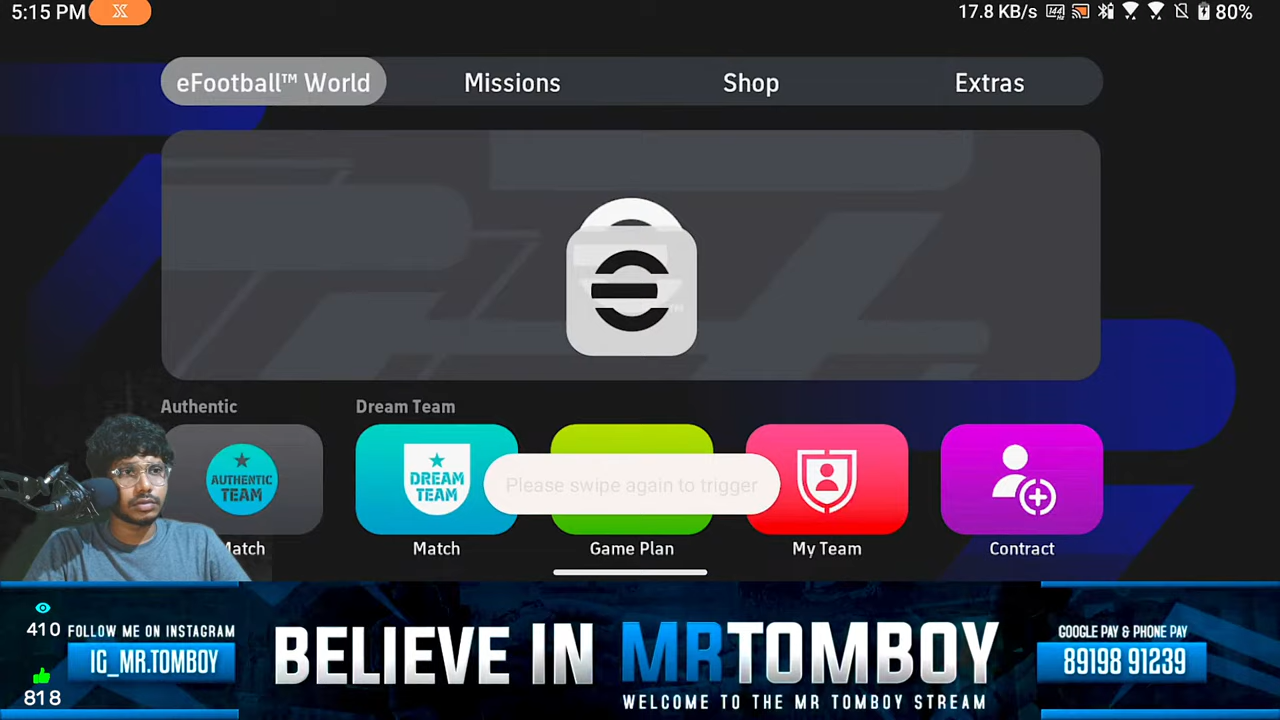 5:15 PM
17.8 KB/s
144
80%
eFootball™ World
Missions
Shop
Extras
Authentic
Dream Team
AUTHENTIC
TEAM
DREAM
TEAM
Please swipe again to trigger
Match
Match
Game Plan
My Team
Contract
410
818
FOLLOW ME ON INSTAGRAM
IG_MR.TOMBOY
BELIEVE IN MRTOMBOY
WELCOME TO THE MR TOMBOY STREAM
GOOGLE PAY & PHONE PAY
89198 91239